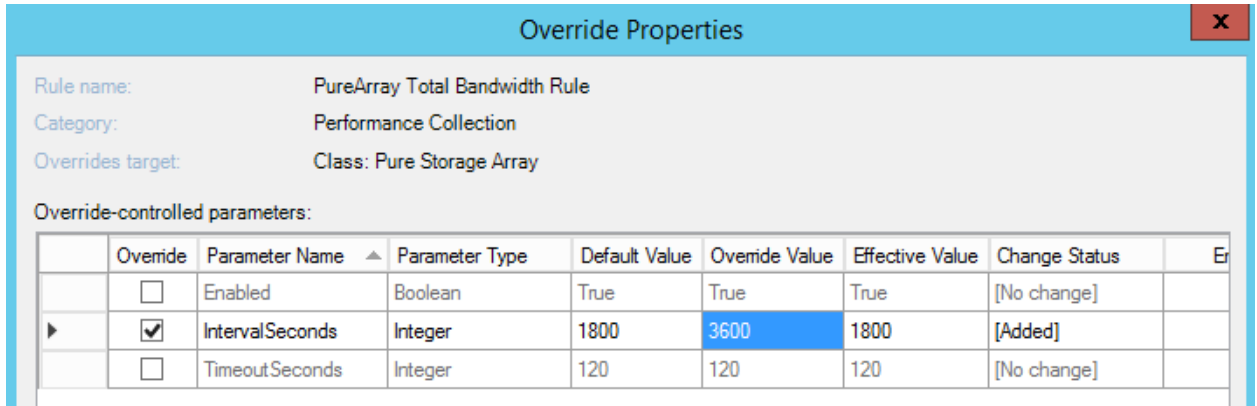 Override Properties
x
Rule name: PureArray Total Bandwidth Rule
Category: Performance Collection
Overrides target: Class: Pure Storage Array
Override-controlled parameters:
Override Parameter Name Parameter Type Default Value Override Value Effective Value Change Status Er
Enabled Boolean True True True [No change]
IntervalSeconds Integer 1800 3600 1800 [Added]
TimeoutSeconds Integer 120 120 120 [No change]